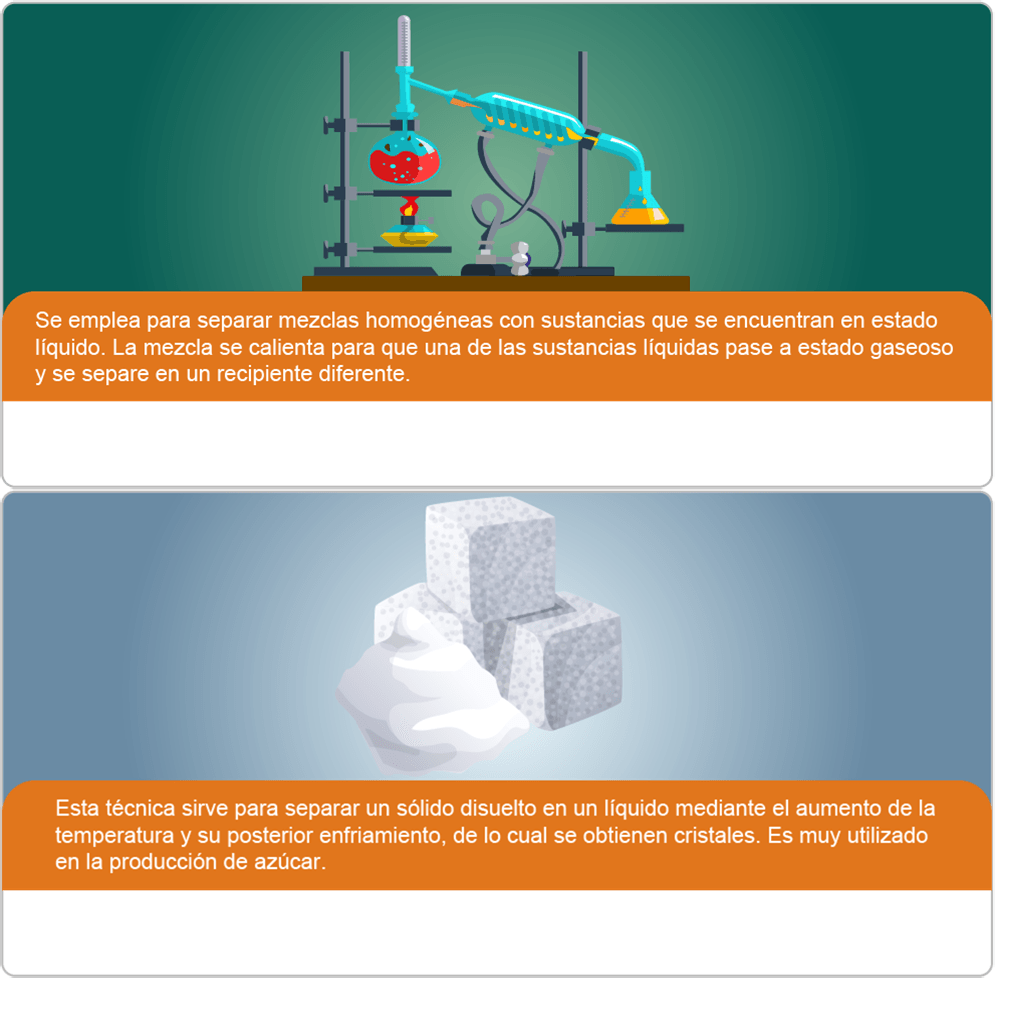 Se emplea para separar mezclas homogéneas con sustancias que se encuentran en estado
líquido. La mezcla se calienta para que una de las sustancias líquidas pase a estado gaseoso
y se separe en un recipiente diferente.
Esta técnica sirve para separar un sólido disuelto en un líquido mediante el aumento de la
temperatura y su posterior enfriamiento, de lo cual se obtienen cristales. Es muy utilizado
en la producción de azúcar.